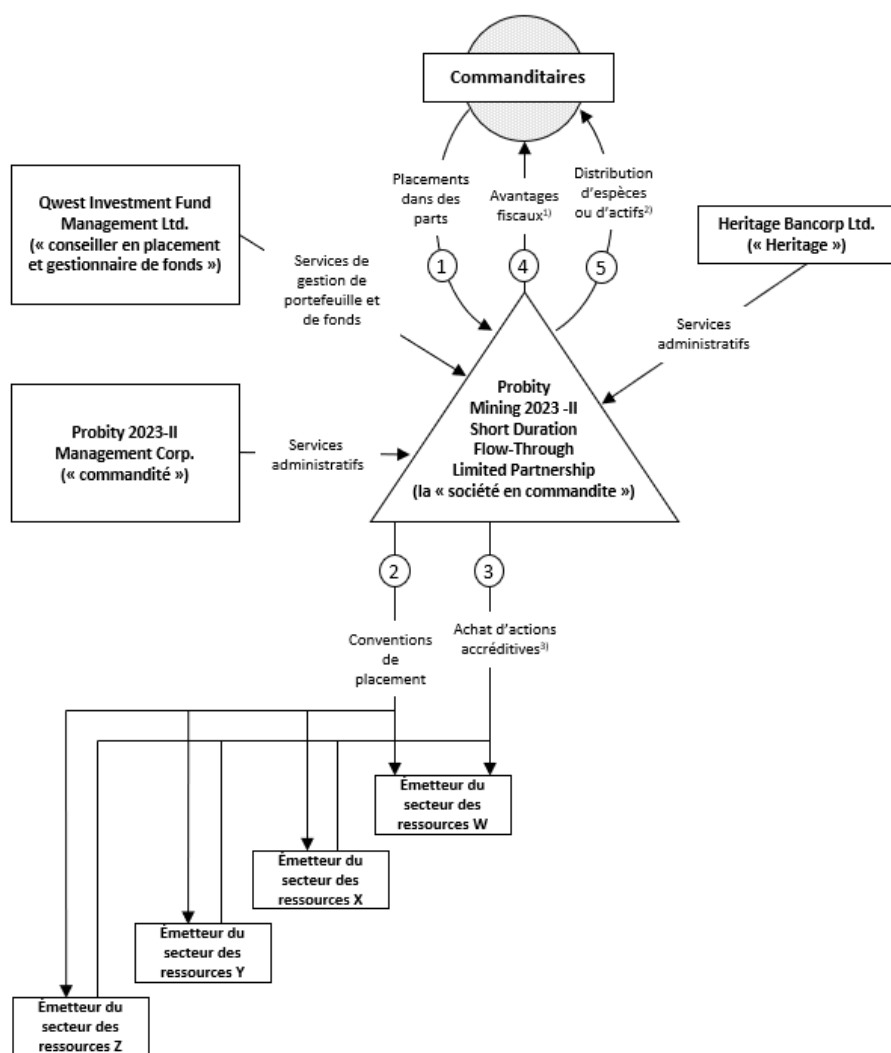 Commanditaires
Placements
dans des
parts
Avantages
fiscaux1)
Distribution
d'espèces
ou d'actifs2)
Qwest Investment Fund
Management Ltd.
(« conseiller en placement
et gestionnaire de fonds »)
Heritage Bancorp Ltd.
(« Heritage »)
1
4
5
Services de
gestion de
portefeuille et
de fonds
Services
administratifs
Probity 2023-II
Management Corp.
(« commandité »)
Services
administratifs
Probity
Mining 2023 -II
Short Duration
Flow-Through
Limited Partnership
(la « société en commandite »)
2
3
Conventions
de
placement
Achat d'actions
accréditives3)
Émetteur du
secteur des
ressources W
Émetteur du
secteur des
ressources X
Émetteur du
secteur des
ressources Y
Émetteur du
secteur des
ressources Z